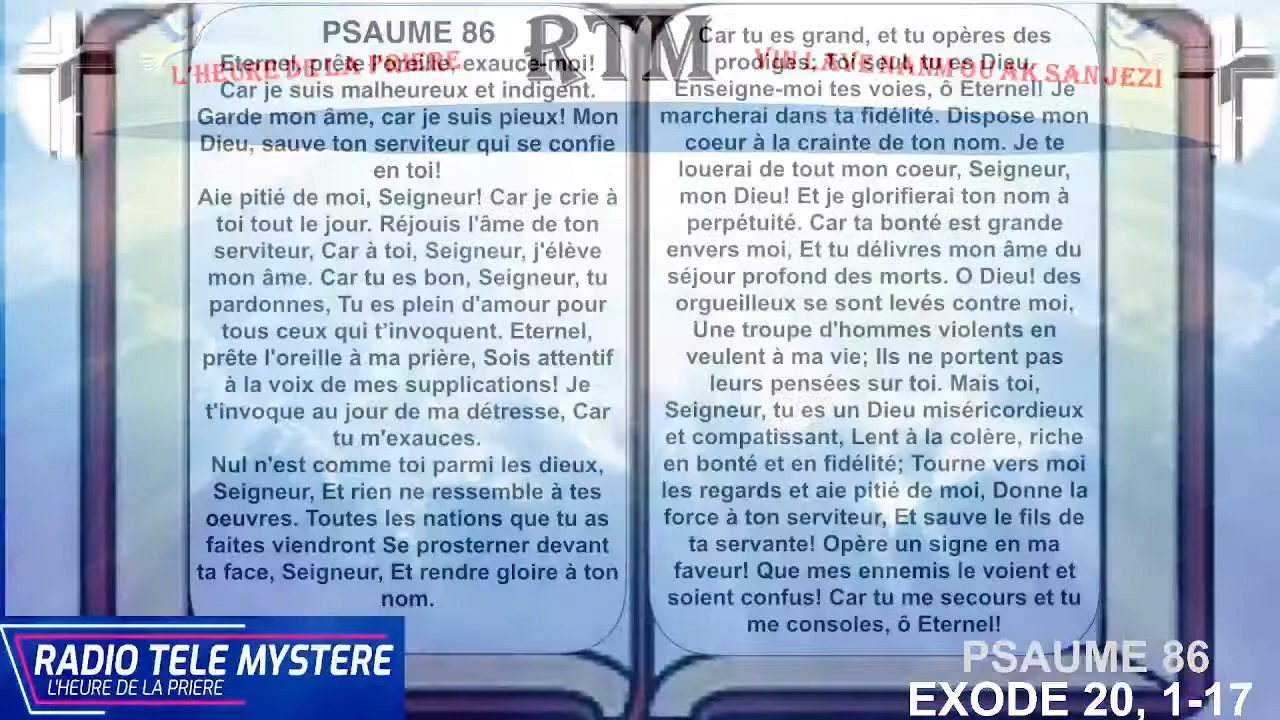 PSAUME 86
Eternel, prête l'oreille, exauce-moi!
Car je suis malheureux et indigent.
Garde mon âme, car je suis pieux! Mon
Dieu, sauve ton serviteur qui se confie
en toi!
Aie pitié de moi, Seigneur! Car je crie à
toi tout le jour. Réjouis l'âme de ton
serviteur, Car à toi, Seigneur, j'élève
mon âme. Car tu es bon, Seigneur, tu
pardonnes, Tu es plein d'amour pour
tous ceux qui t'invoquent. Eternel,
prête l'oreille à ma prière, Sois attentif
à la voix de mes supplications! Je
t'invoque au jour de ma détresse, Car
tu m'exauces.
Nul n'est comme toi parmi les dieux,
Seigneur, Et rien ne ressemble à tes
oeuvres. Toutes les nations que tu as
faites viendront Se prosterner devant
ta face, Seigneur, Et rendre gloire à ton
nom.
RTM
L'HEURE DE LA PRIERE
VIN LAVE NANM OU AK SAN JEZI
Car tu es grand, et tu opères des
prodiges; Toi seul, tu es Dieu.
Enseigne-moi tes voies, ô Eternel! Je
marcherai dans ta fidélité. Dispose mon
coeur à la crainte de ton nom. Je te
louerai de tout mon coeur, Seigneur,
mon Dieu! Et je glorifierai ton nom à
perpétuité. Car ta bonté est grande
envers moi, Et tu délivres mon âme du
séjour profond des morts. O Dieu! des
orgueilleux se sont levés contre moi,
Une troupe d'hommes violents en
veulent à ma vie; Ils ne portent pas
leurs pensées sur toi. Mais toi,
Seigneur, tu es un Dieu miséricordieux
et compatissant, Lent à la colère, riche
en bonté et en fidélité; Tourne vers moi
les regards et aie pitié de moi, Donne la
force à ton serviteur, Et sauve le fils de
ta servante! Opère un signe en ma
faveur! Que mes ennemis le voient et
soient confus! Car tu me secours et tu
me consoles, ô Eternel!
RADIO TELE MYSTERE
L'HEURE DE LA PRIERE
PSAUME 86
EXODE 20, 1-17